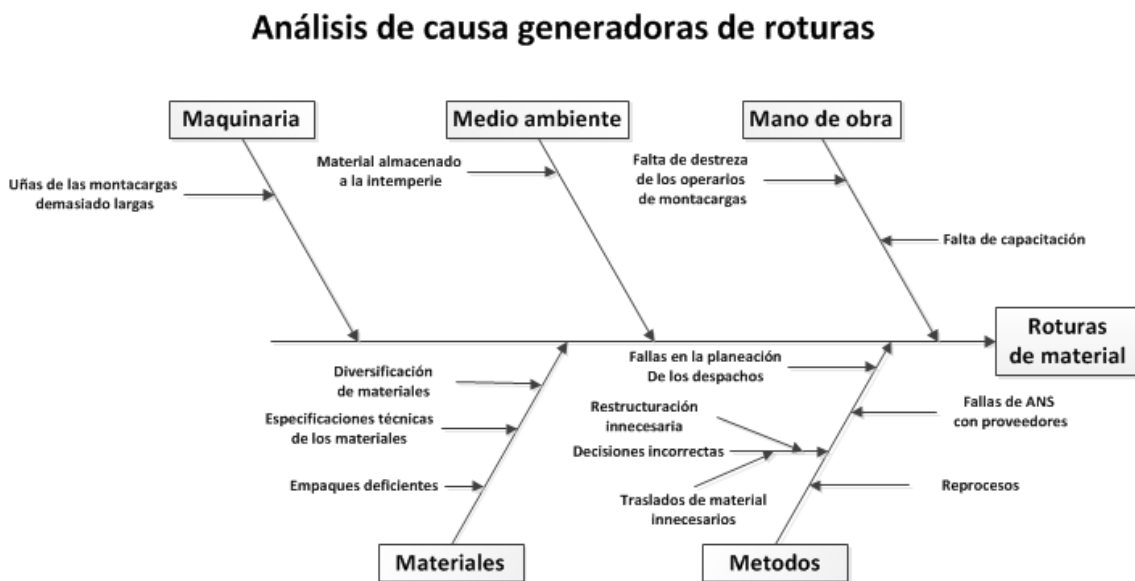 Análisis de causa generadoras de roturas
Maquinaria
Medio ambiente
Mano de obra
Uñas de las montacargas
demasiado largas
Material almacenado
a la intemperie
Falta de destreza
de los operarios
de montacargas
Falta de capacitación
Roturas
de material
Diversificación
de materiales
Especificaciones técnicas
de los materiales
Empaques deficientes
Fallas en la planeación
De los despachos
Restructuración
innecesaria
Decisiones incorrectas
Traslados de material
innecesarios
Fallas de ANS
con proveedores
Reprocesos
Materiales
Metodos